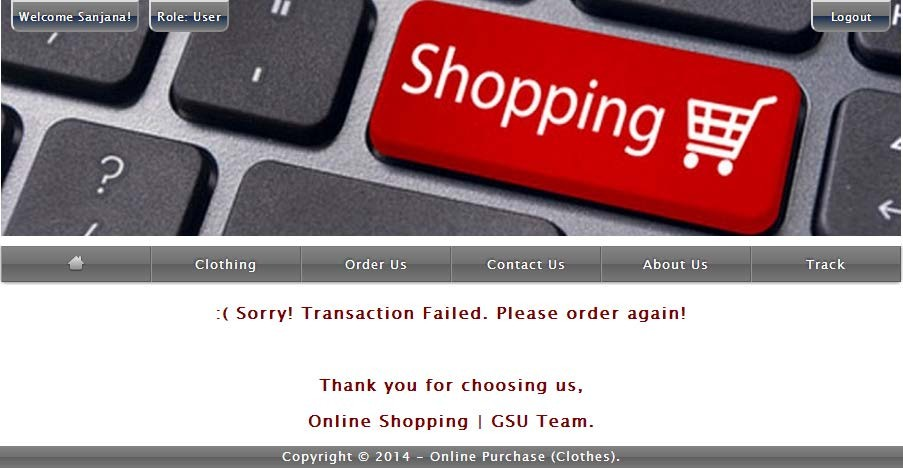 Welcome Sanjana! Role: User Logout
Shopping
?
Clothing Order Us Contact Us About Us Track
:( Sorry! Transaction Failed. Please order again!
Thank you for choosing us,
Online Shopping | GSU Team.
Copyright © 2014 - Online Purchase (Clothes).